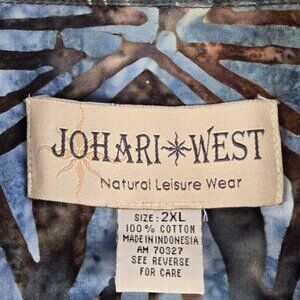 JOHARI WEST
Natural Leisure Wear
SIZE: 2XL
100% COTTON
MADE IN INDONESIA
AM 70327
SEE REVERSE
FOR CARE